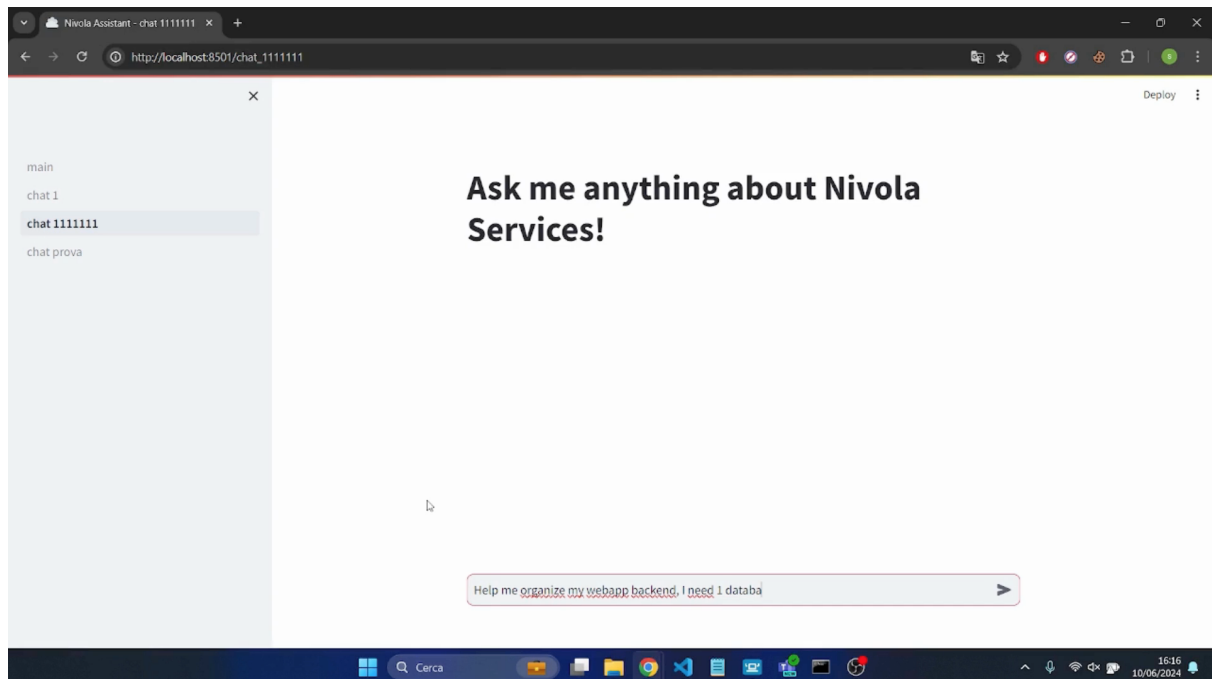 Nivola Assistant - chat 1111111
http://localhost:8501/chat_1111111
Deploy
main
chat 1
chat 1111111
chat prova
Ask me anything about Nivola
Services!
Help me organize my webapp backend, I need 1 databa
Cerca
16:16
10/06/2024